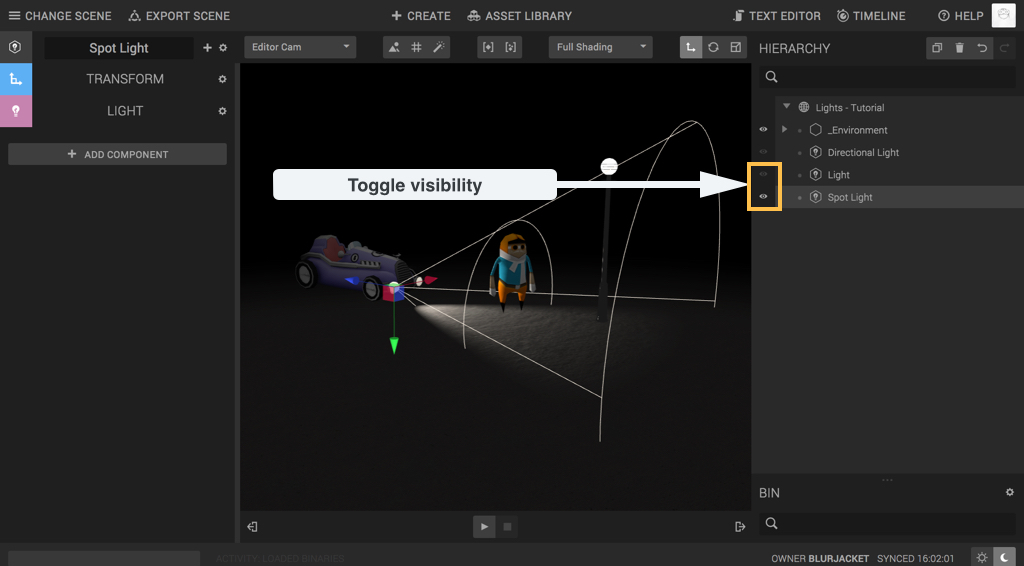 CHANGE SCENE
EXPORT SCENE
CREATE
ASSET LIBRARY
TEXT EDITOR
TIMELINE
HELP
Spot Light
TRANSFORM
LIGHT
ADD COMPONENT
Editor Cam
Full Shading
Toggle visibility
HIERARCHY
Lights - Tutorial
_Environment
Directional Light
Light
Spot Light
BIN
ACTIVITY: LOADED BINARIES
OWNER BLURJACKET SYNCED 16:02:01